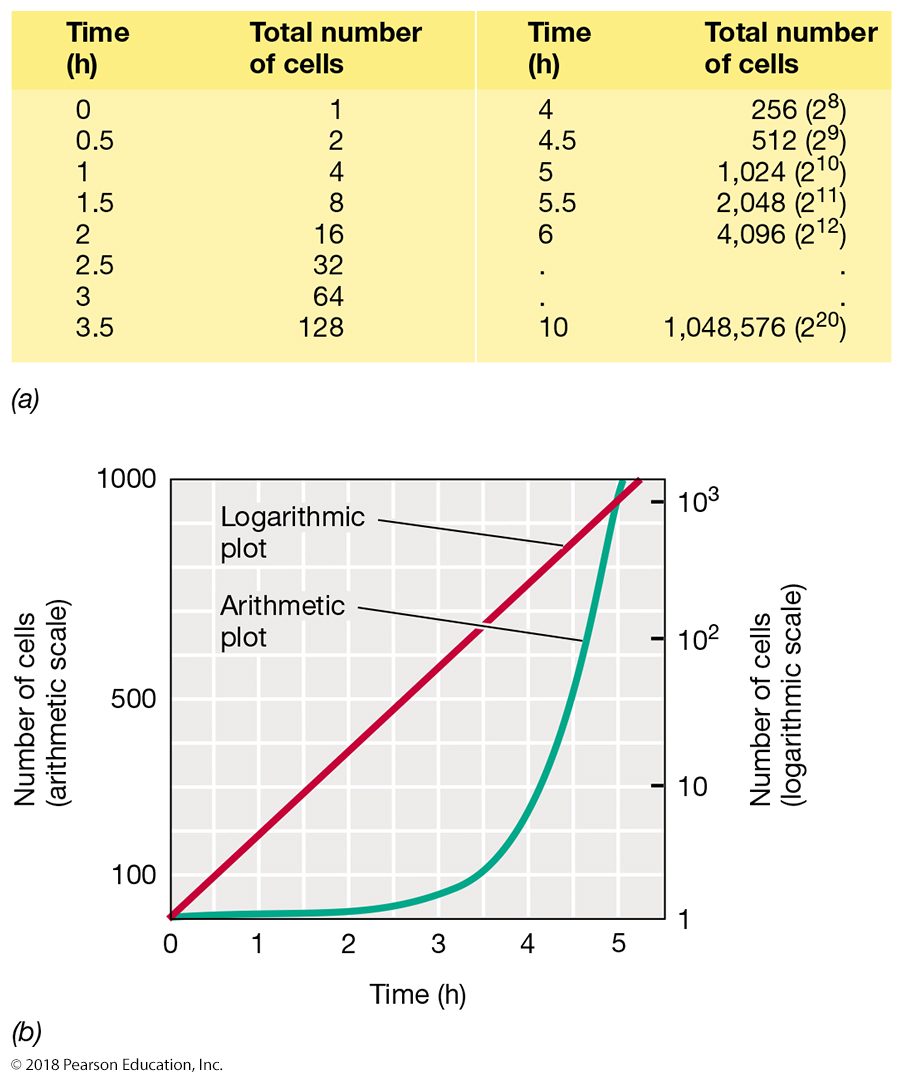 Time Total number Time Total number
(h) of cells (h) of cells
0 1 4 256 (2⁸)
0.5 2 4.5 512 (2⁹)
1 4 5 1,024 (2¹⁰)
1.5 8 5.5 2,048 (2¹¹)
2 16 6 4,096 (2¹²)
2.5 32 . .
3 64 . .
3.5 128 10 1,048,576 (2²⁰)
(a)
1000
500
100
Number of cells
(arithmetic scale)
Logarithmic
plot
Arithmetic
plot
10³
10²
10
1
Number of cells
(logarithmic scale)
0 1 2 3 4 5
Time (h)
(b)
© 2018 Pearson Education, Inc.